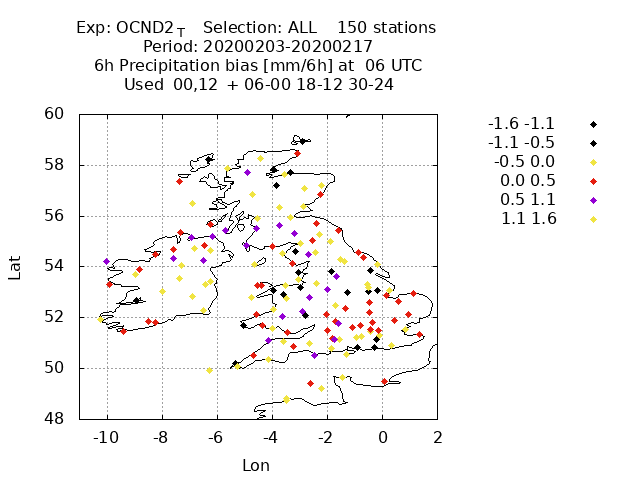 Exp: OCND2T Selection: ALL 150 stations
Period: 20200203-20200217
6h Precipitation bias [mm/6h] at 06 UTC
Used 00,12 + 06-00 18-12 30-24
60
58
56
54
52
50
48
Lat
-10 -8 -6 -4 -2 0 2
Lon
-1.6 -1.1
-1.1 -0.5
-0.5 0.0
0.0 0.5
0.5 1.1
1.1 1.6